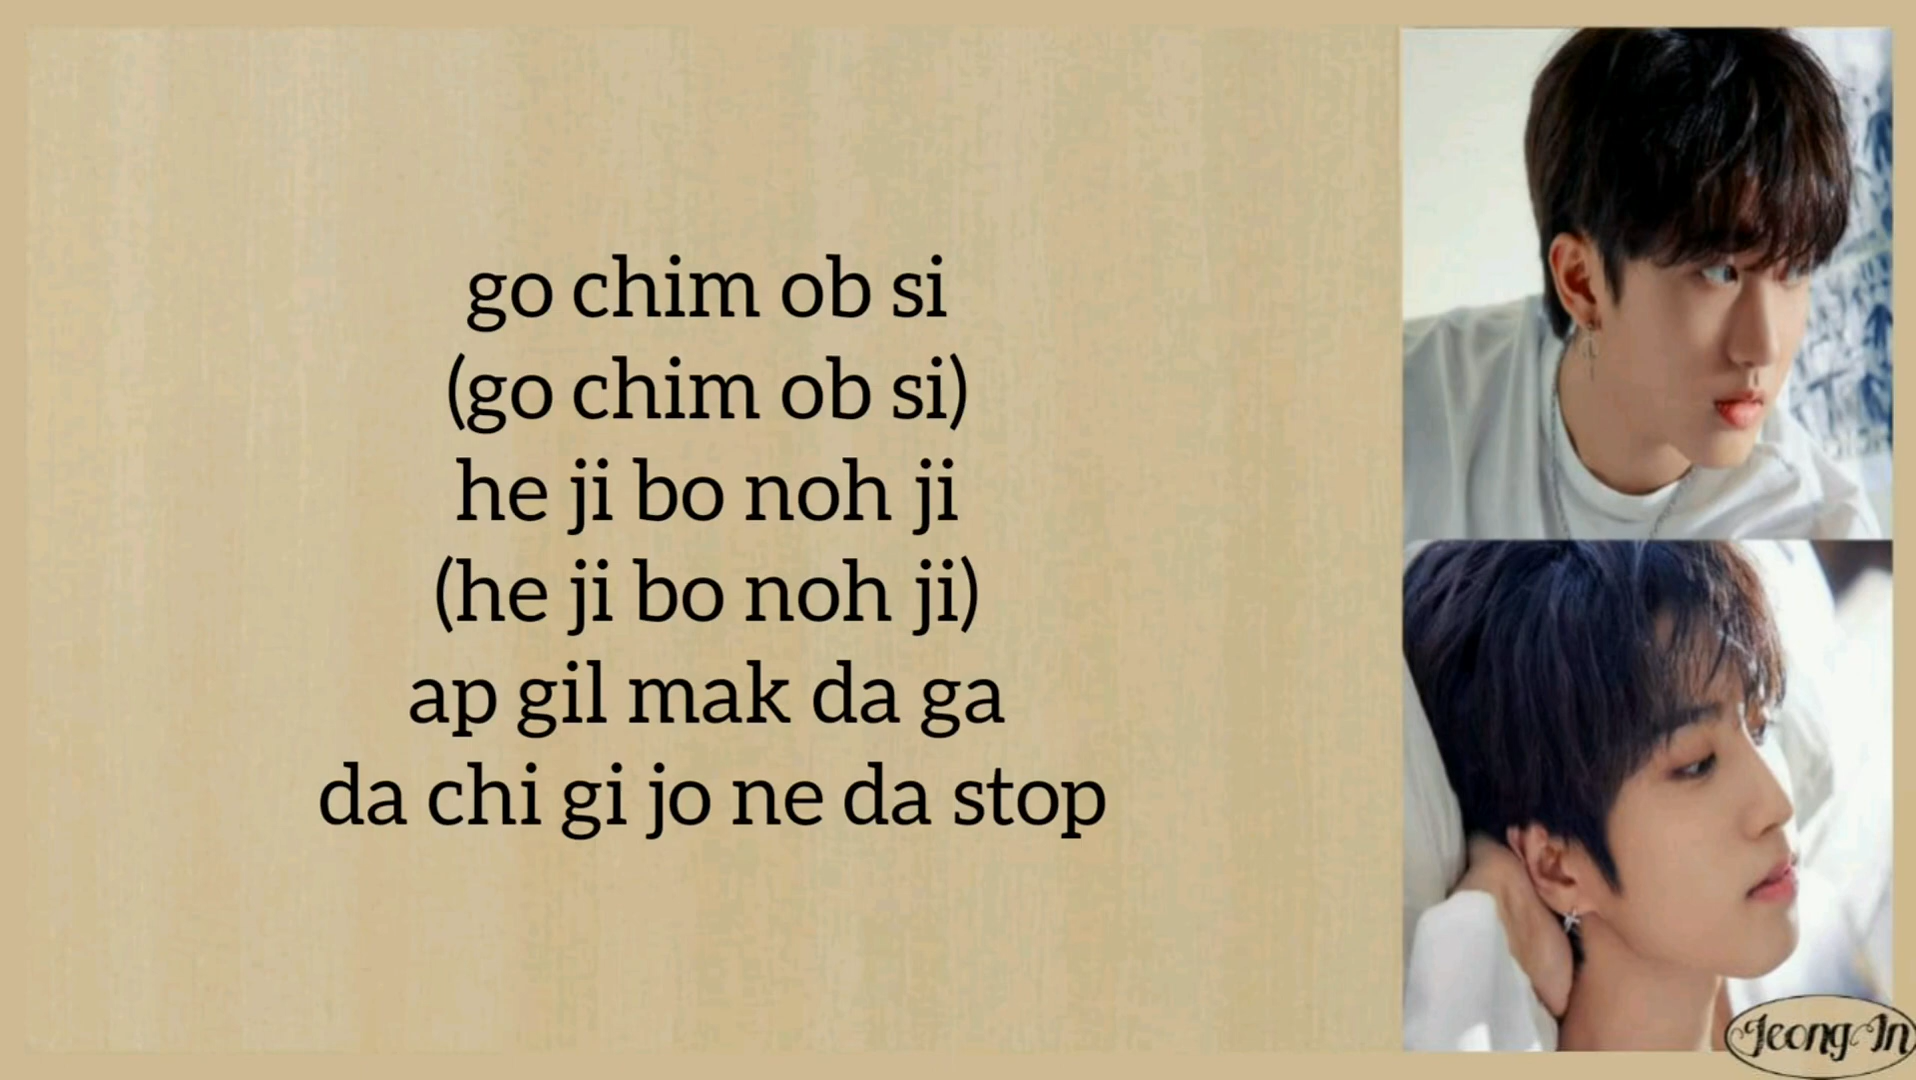 go chim ob si
(go chim ob si)
he ji bo noh ji
(he ji bo noh ji)
ap gil mak da ga
da chi gi jo ne da stop
Jeong In